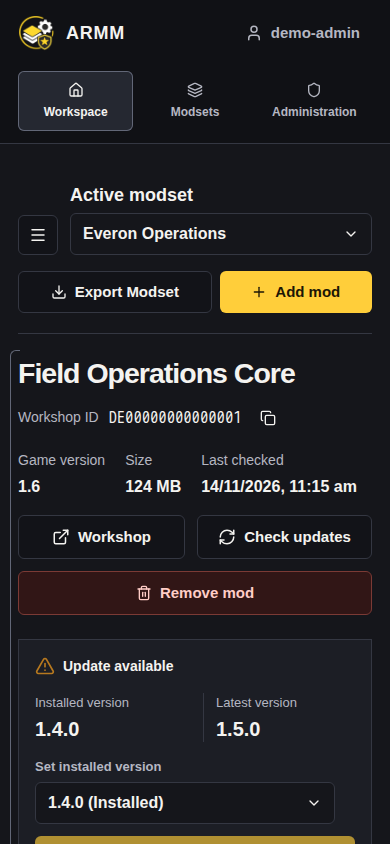 ARMM
demo-admin
Workspace
Modsets
Administration
Active modset
Everon Operations
Export Modset
Add mod
Field Operations Core
Workshop ID DE00000000000001
Game version Size Last checked
1.6 124 MB 14/11/2026, 11:15 am
Workshop
Check updates
Remove mod
Update available
Installed version Latest version
1.4.0 1.5.0
Set installed version
1.4.0 (Installed)